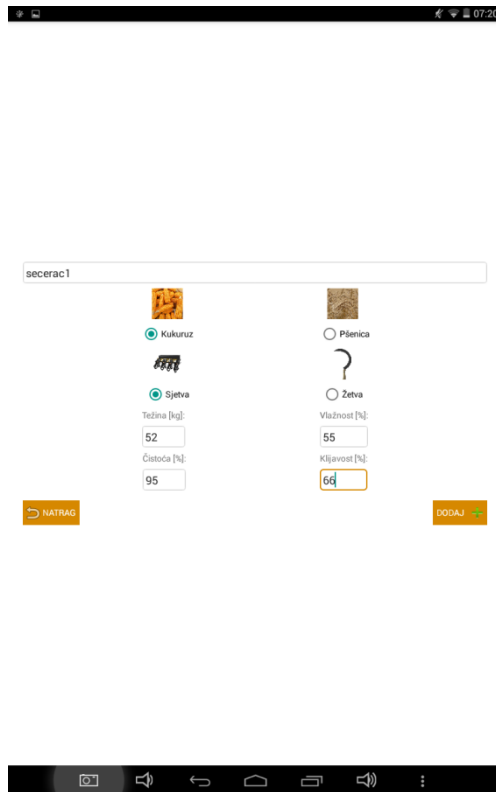 07:20
secerac1
Kukuruz Pšenica
Sjetva Žetva
Težina [kg]: Vlažnost [%]:
52 55
Čistoća [%]: Klijavost [%]:
95 66
NATRAG DODAJ